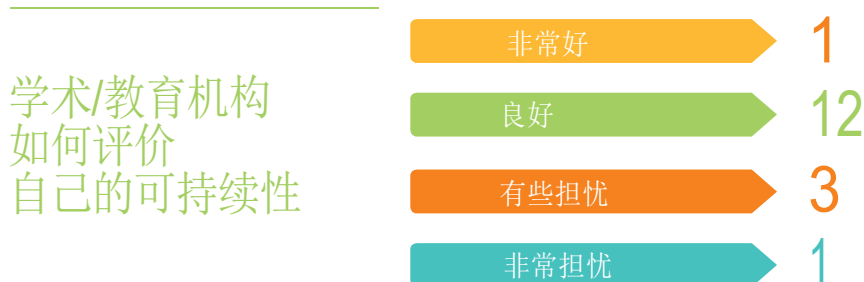 学术/教育机构
如何评价
自己的可持续性
非常好 1
良好 12
有些担忧 3
非常担忧 1